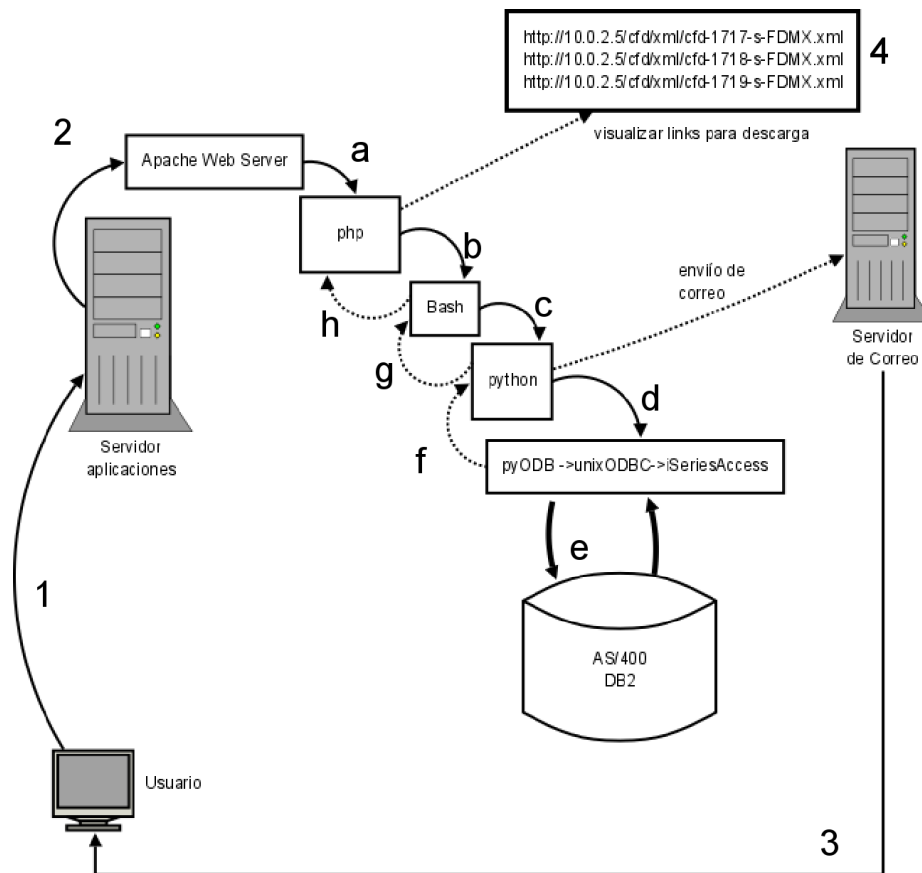 http://10.0.2.5/cfd/xml/cfd-1717-s-FDMX.xml
http://10.0.2.5/cfd/xml/cfd-1718-s-FDMX.xml
http://10.0.2.5/cfd/xml/cfd-1719-s-FDMX.xml
4
visualizar links para descarga
2
Apache Web Server
a
php
b
envío de
correo
Bash
h
c
Servidor
de Correo
g
python
d
Servidor
aplicaciones
f
pyODB ->unixODBC->iSeriesAccess
e
1
AS/400
DB2
Usuario
3